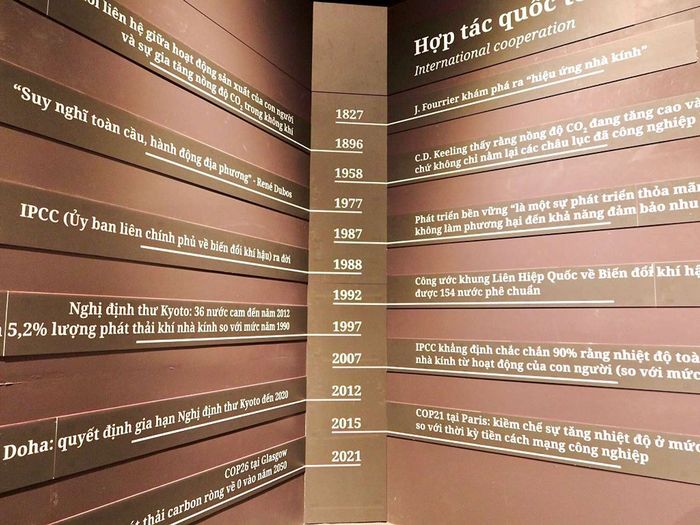 Hợp tác quốc
International cooperation
1827
J. Fourrier khám phá ra “hiệu ứng nhà kính”
liên hệ giữa hoạt động sản xuất của con người
và sự gia tăng nồng độ CO₂ trong không khí
1896
1958
C.D. Keeling thấy rằng nồng độ CO₂ đang tăng cao và
chứ không chỉ nằm lại các châu lục đã công nghiệp
“Suy nghĩ toàn cầu, hành động địa phương” - René Dubos
1977
1987
Phát triển bền vững “là một sự phát triển thỏa mãn
không làm phương hại đến khả năng đảm bảo nhu
IPCC (Ủy ban liên chính phủ về biến đổi khí hậu) ra đời
1988
1992
Công ước khung Liên Hiệp Quốc về Biến đổi khí
được 154 nước phê chuẩn
Nghị định thư Kyoto: 36 nước cam đến năm 2012
5,2% lượng phát thải khí nhà kính so với mức năm 1990
1997
2007
IPCC khẳng định chắc chắn 90% rằng nhiệt độ
nhà kính từ hoạt động của con người (so với mức
Doha: quyết định gia hạn Nghị định thư Kyoto đến 2020
2012
2015
COP21 tại Paris: kiềm chế sự tăng nhiệt độ ở mức
so với thời kỳ tiền cách mạng công nghiệp
COP26 tại Glasgow
thải carbon ròng về 0 vào năm 2050
2021